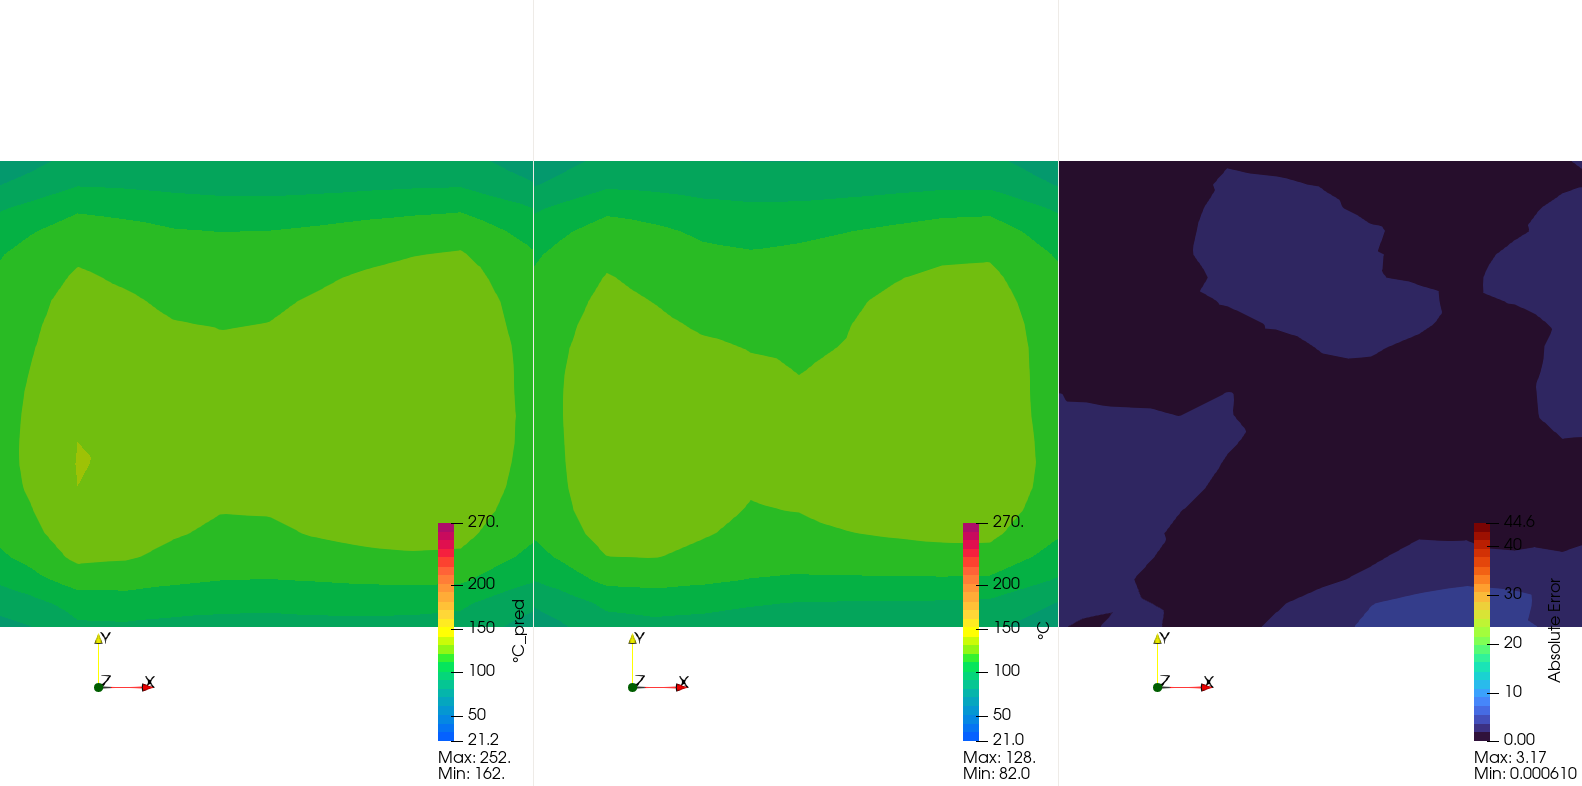 270.
200
150
100
50
21.2
°C_pred
Max: 252.
Min: 162.
Y
Z
X
270.
200
150
100
50
21.0
°C
Max: 128.
Min: 82.0
Y
Z
X
44.6
40
30
20
10
0.00
Absolute Error
Max: 3.17
Min: 0.000610
Y
Z
X